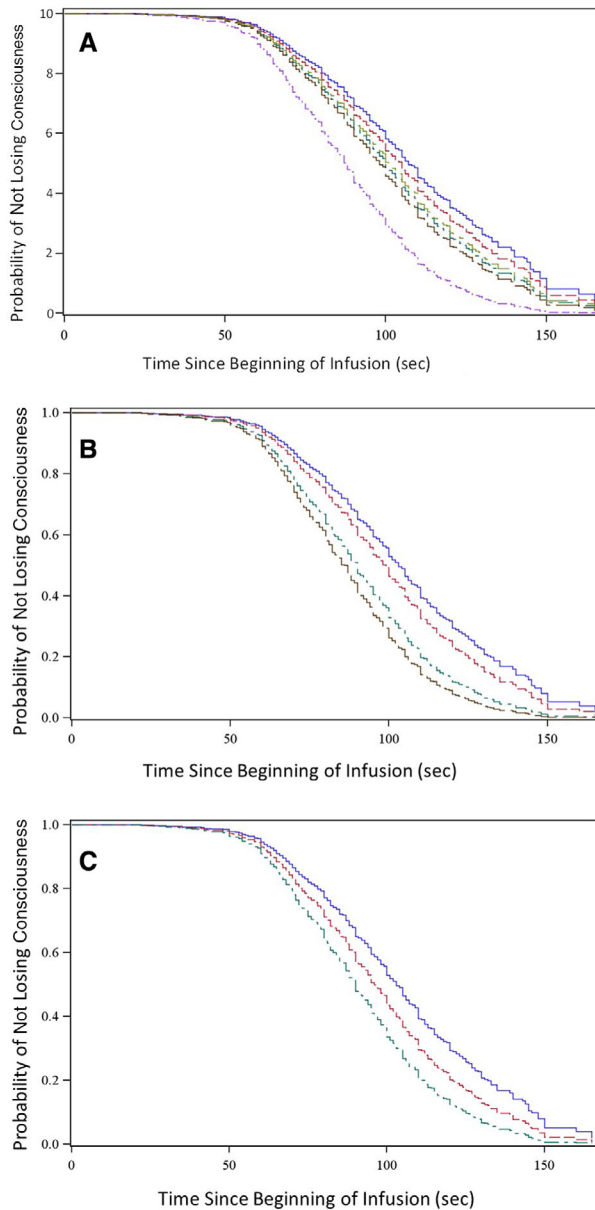 A
Probability of Not Losing Consciousness
10
8
6
4
2
0
0 50 100 150
Time Since Beginning of Infusion (sec)
B
Probability of Not Losing Consciousness
1.0
0.8
0.6
0.4
0.2
0.0
0 50 100 150
Time Since Beginning of Infusion (sec)
C
Probability of Not Losing Consciousness
1.0
0.8
0.6
0.4
0.2
0.0
0 50 100 150
Time Since Beginning of Infusion (sec)